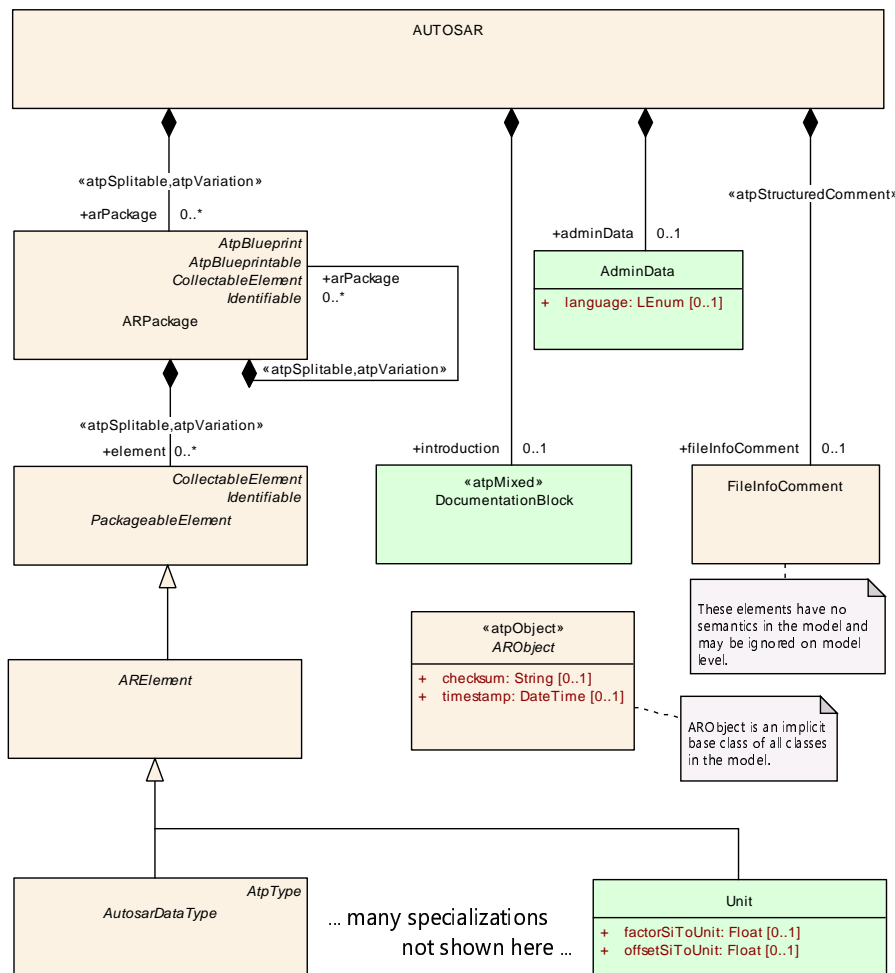 AUTOSAR
«atpSplitable,atpVariation»
+arPackage 0..*
«atpStructuredComment»
+adminData 0..1
AtpBlueprint
AtpBlueprintable
CollectableElement
Identifiable
ARPackage
+arPackage
0..*
«atpSplitable,atpVariation»
AdminData
+ language: LEnum [0..1]
«atpSplitable,atpVariation»
+element 0..*
+introduction 0..1
+fileInfoComment 0..1
CollectableElement
Identifiable
PackageableElement
«atpMixed»
DocumentationBlock
FileInfoComment
These elements have no
semantics in the model and
may be ignored on model
level.
«atpObject»
ARObject
+ checksum: String [0..1]
+ timestamp: DateTime [0..1]
ARObject is an implicit
base class of all classes
in the model.
ARElement
AtpType
AutosarDataType
... many specializations
not shown here ...
Unit
+ factorSiToUnit: Float [0..1]
+ offsetSiToUnit: Float [0..1]